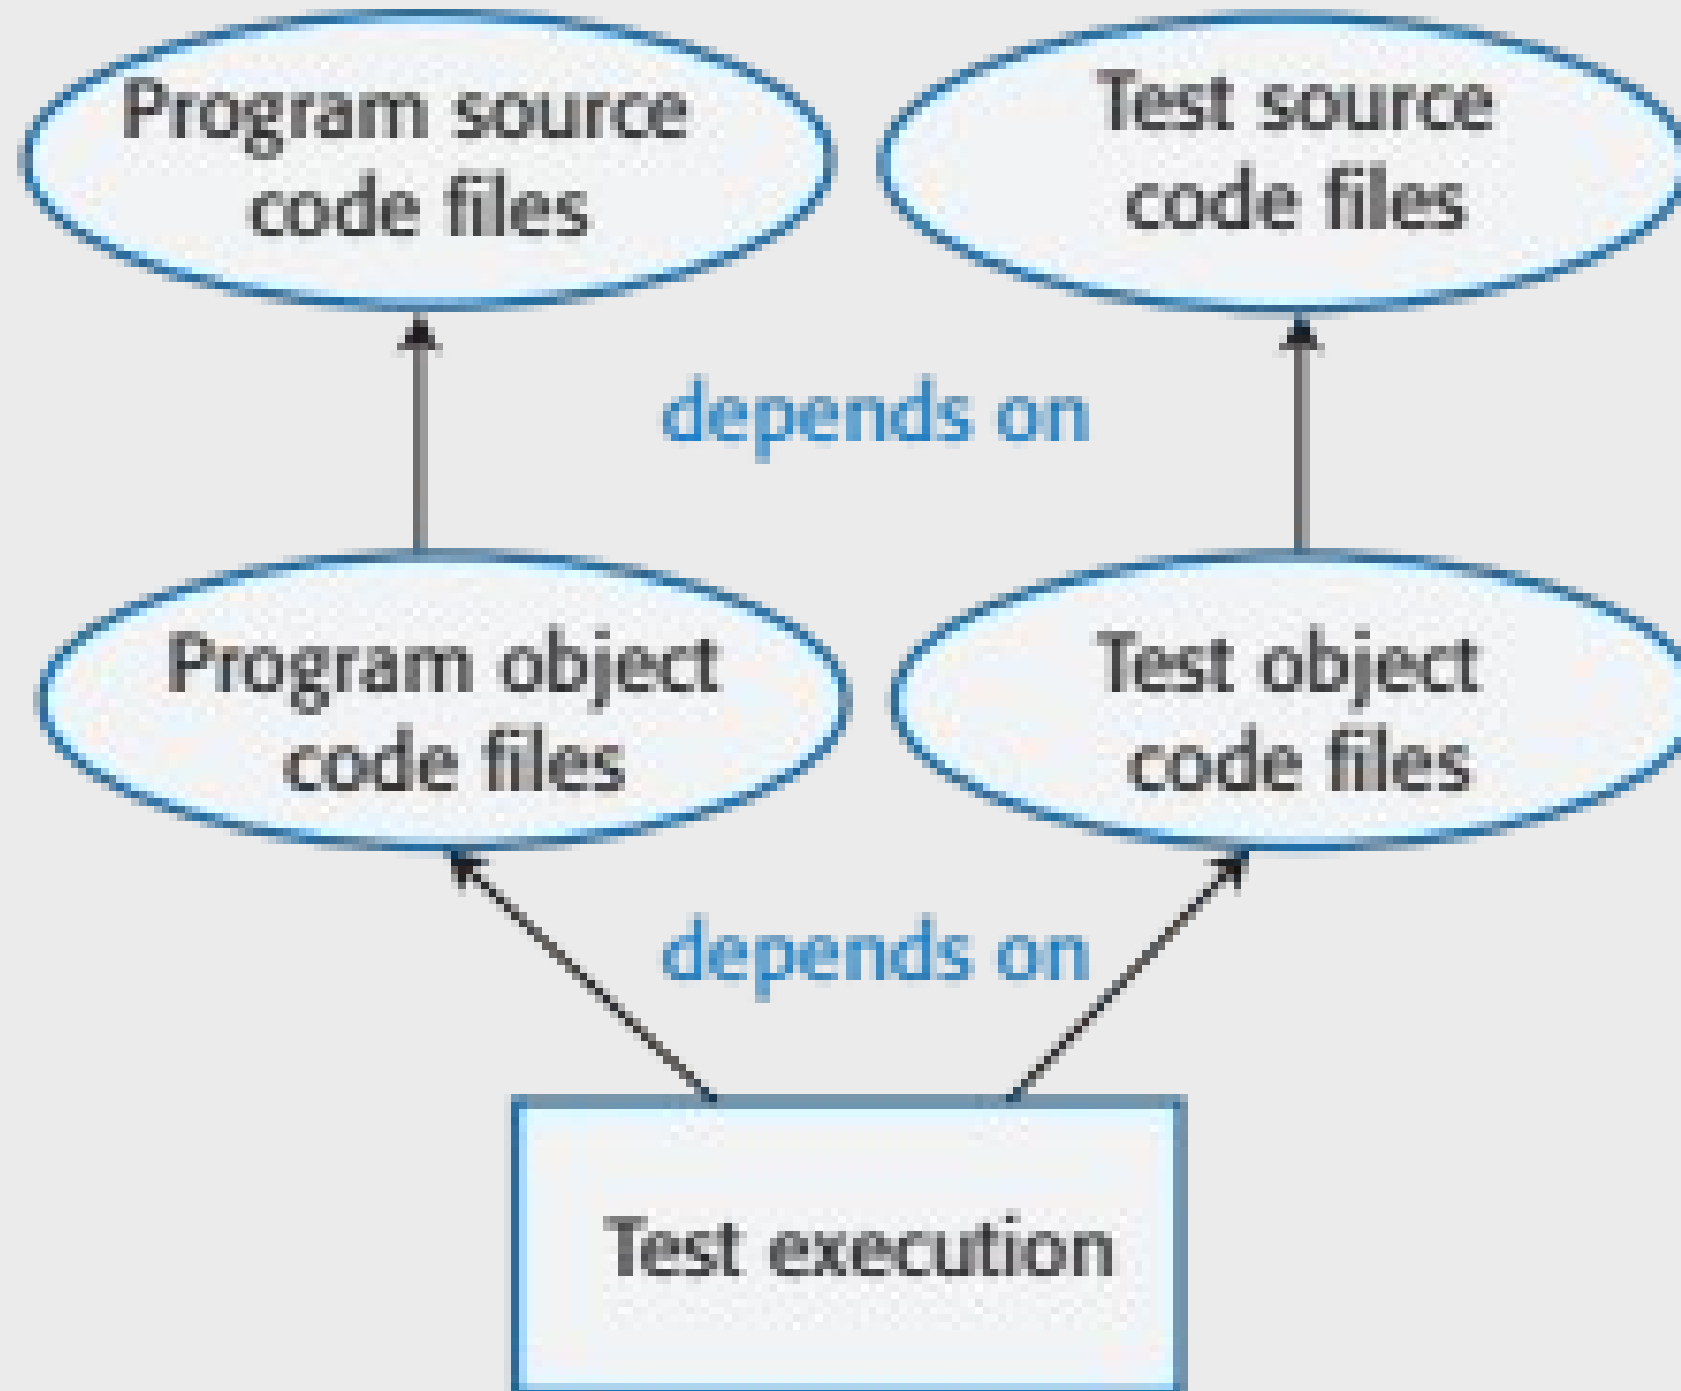 Program source
code files
Test source
code files
depends on
Program object
code files
Test object
code files
depends on
Test execution